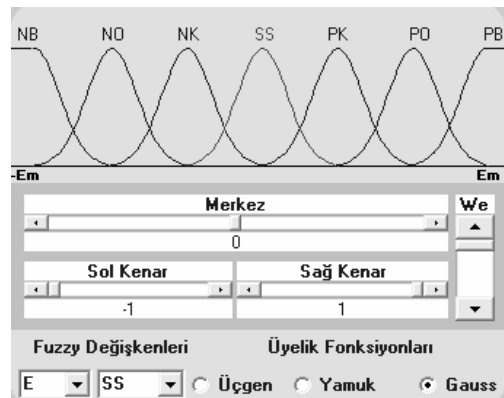 NB NO NK SS PK PO PB
-Em Em
Merkez We
0
Sol Kenar Sağ Kenar
-1 1
Fuzzy Değişkenleri Üyelik Fonksiyonları
E SS Üçgen Yamuk Gauss